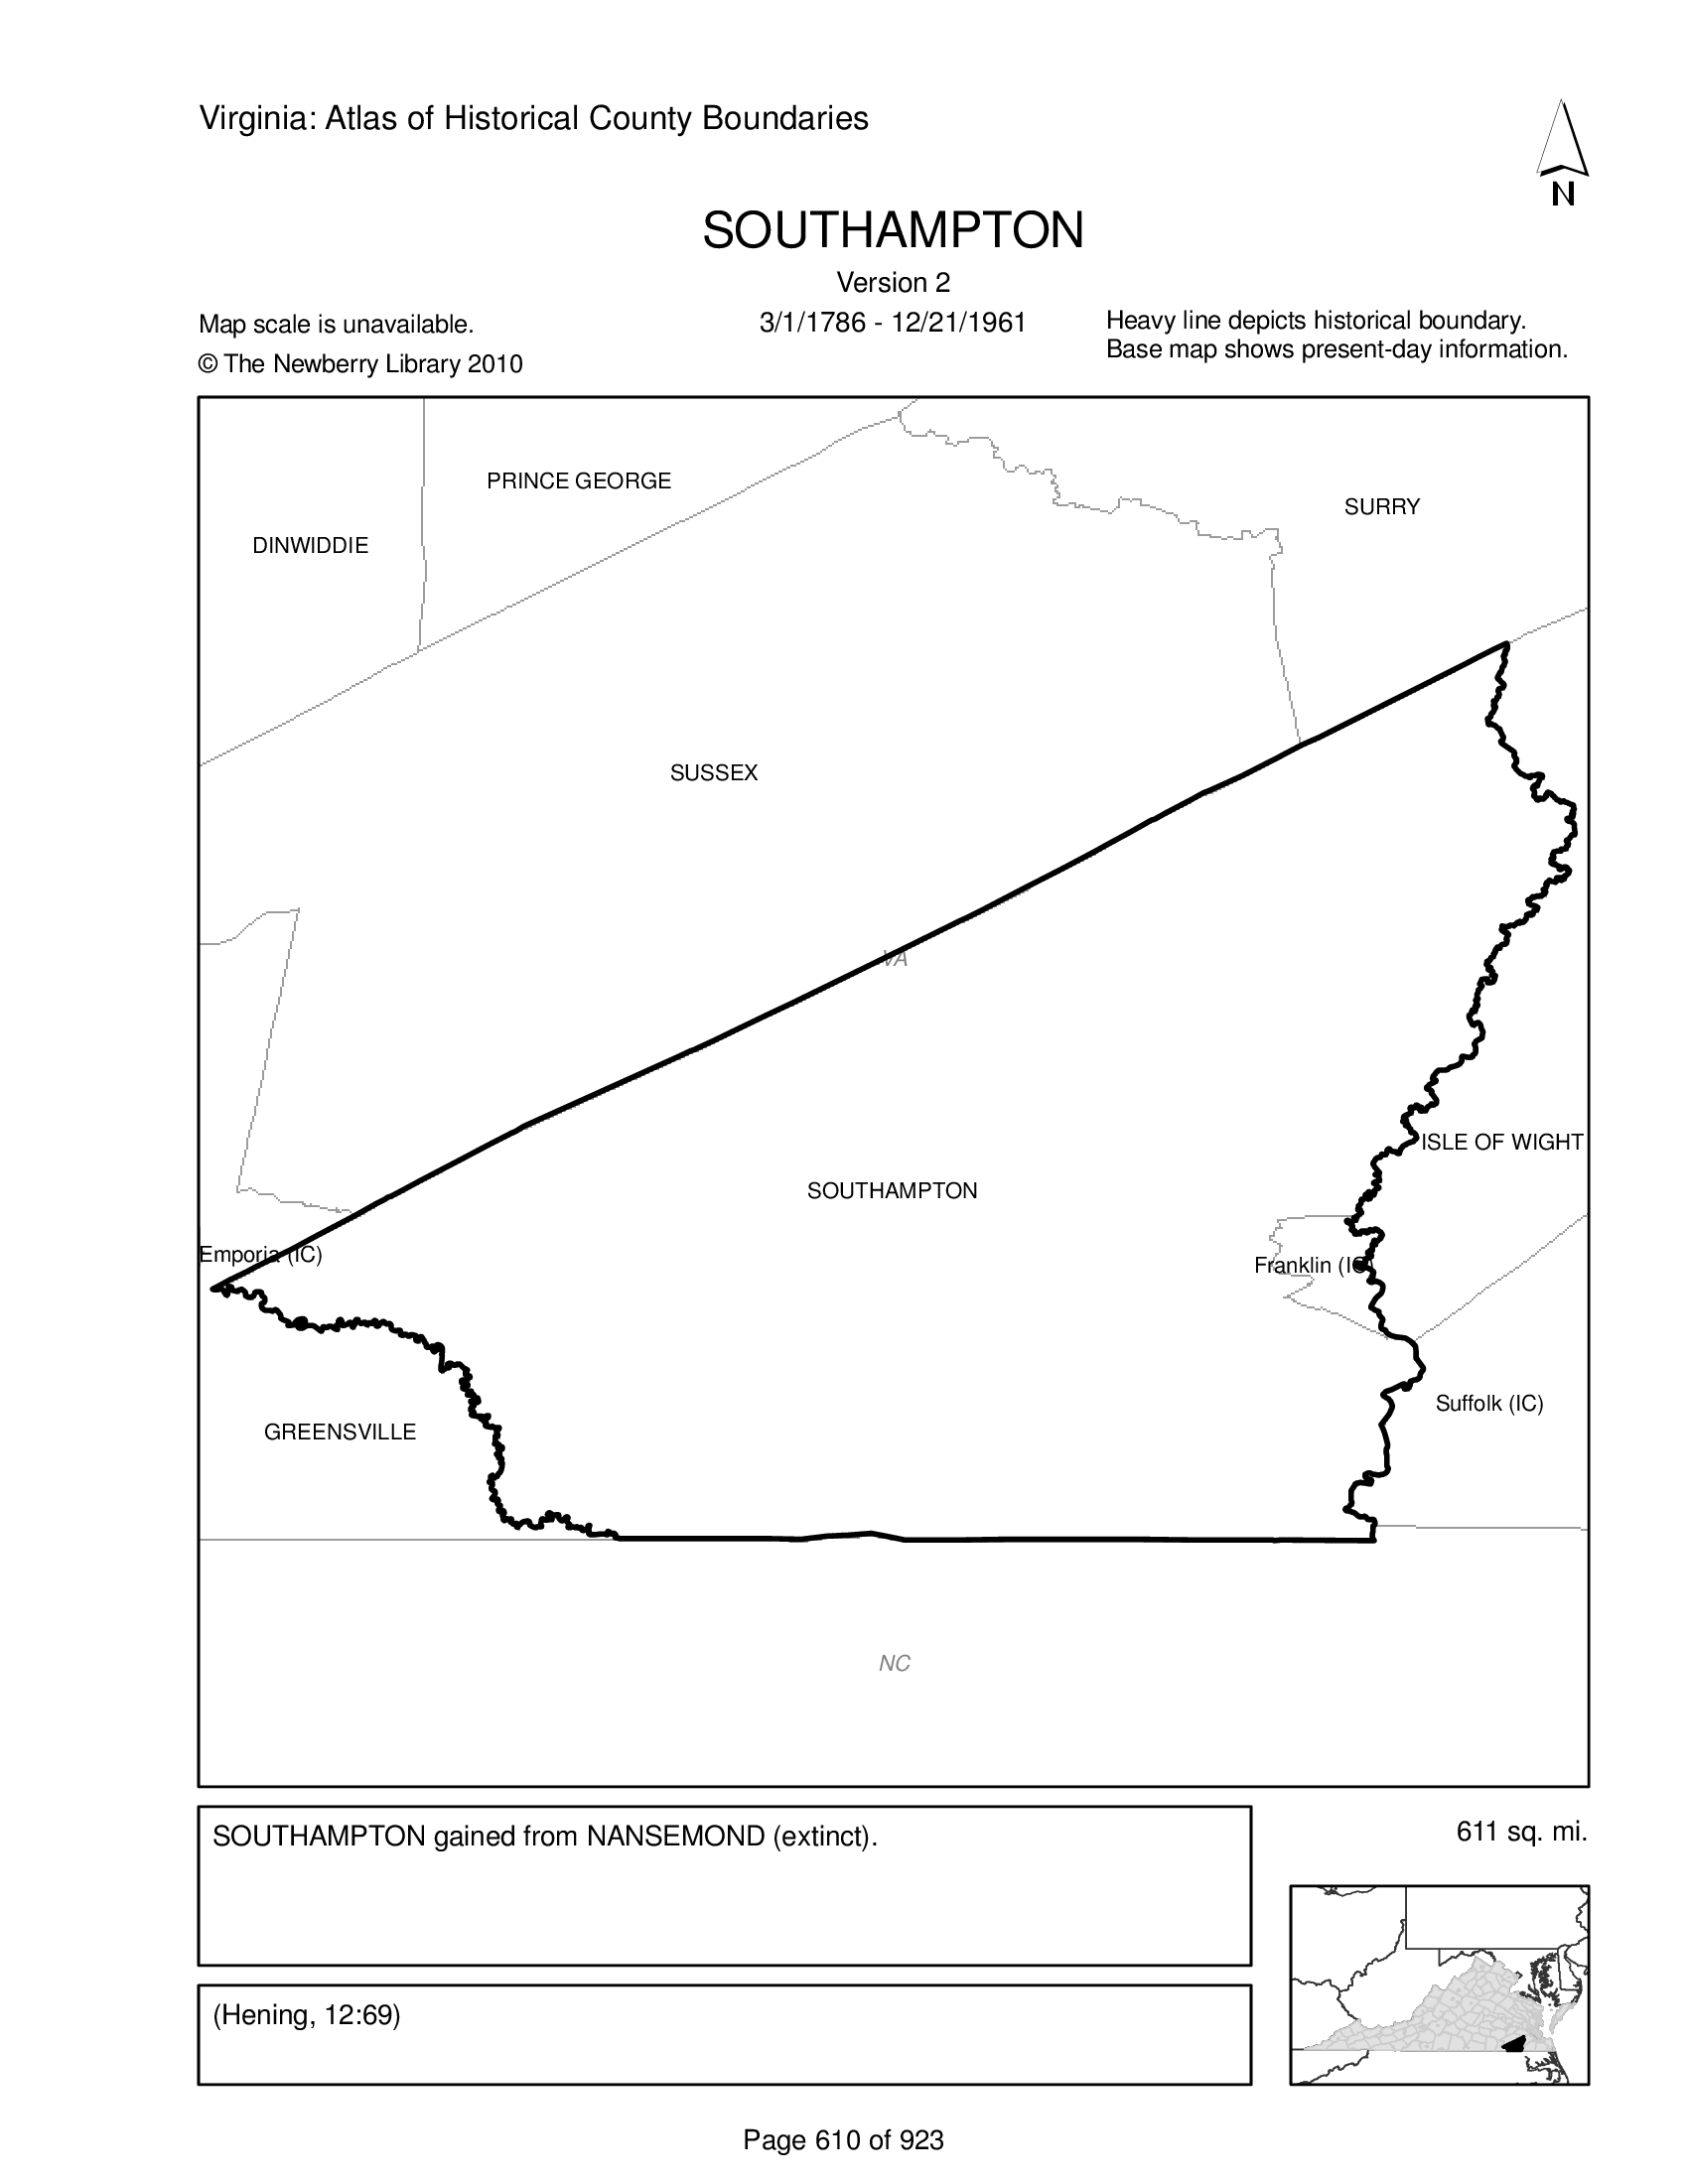 Virginia: Atlas of Historical County Boundaries
N
SOUTHAMPTON
Version 2
3/1/1786 - 12/21/1961
Map scale is unavailable.
© The Newberry Library 2010
Heavy line depicts historical boundary.
Base map shows present-day information.
PRINCE GEORGE
SURRY
DINWIDDIE
SUSSEX
VA
ISLE OF WIGHT
SOUTHAMPTON
Emporia (IC)
Franklin (IC)
Suffolk (IC)
GREENSVILLE
NC
SOUTHAMPTON gained from NANSEMOND (extinct).
611 sq. mi.
(Hening, 12:69)
Page 610 of 923